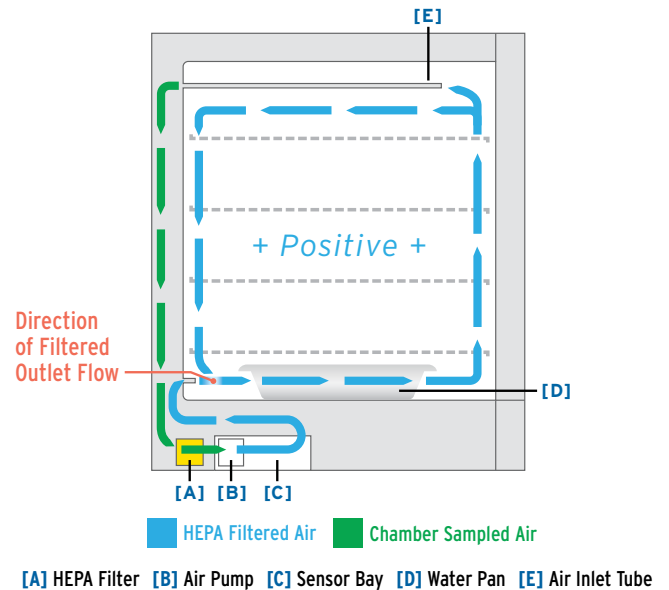 [E]
+ Positive +
Direction
of Filtered
Outlet Flow
[D]
[A] [B] [C]
HEPA Filtered Air Chamber Sampled Air
[A] HEPA Filter [B] Air Pump [C] Sensor Bay [D] Water Pan [E] Air Inlet Tube